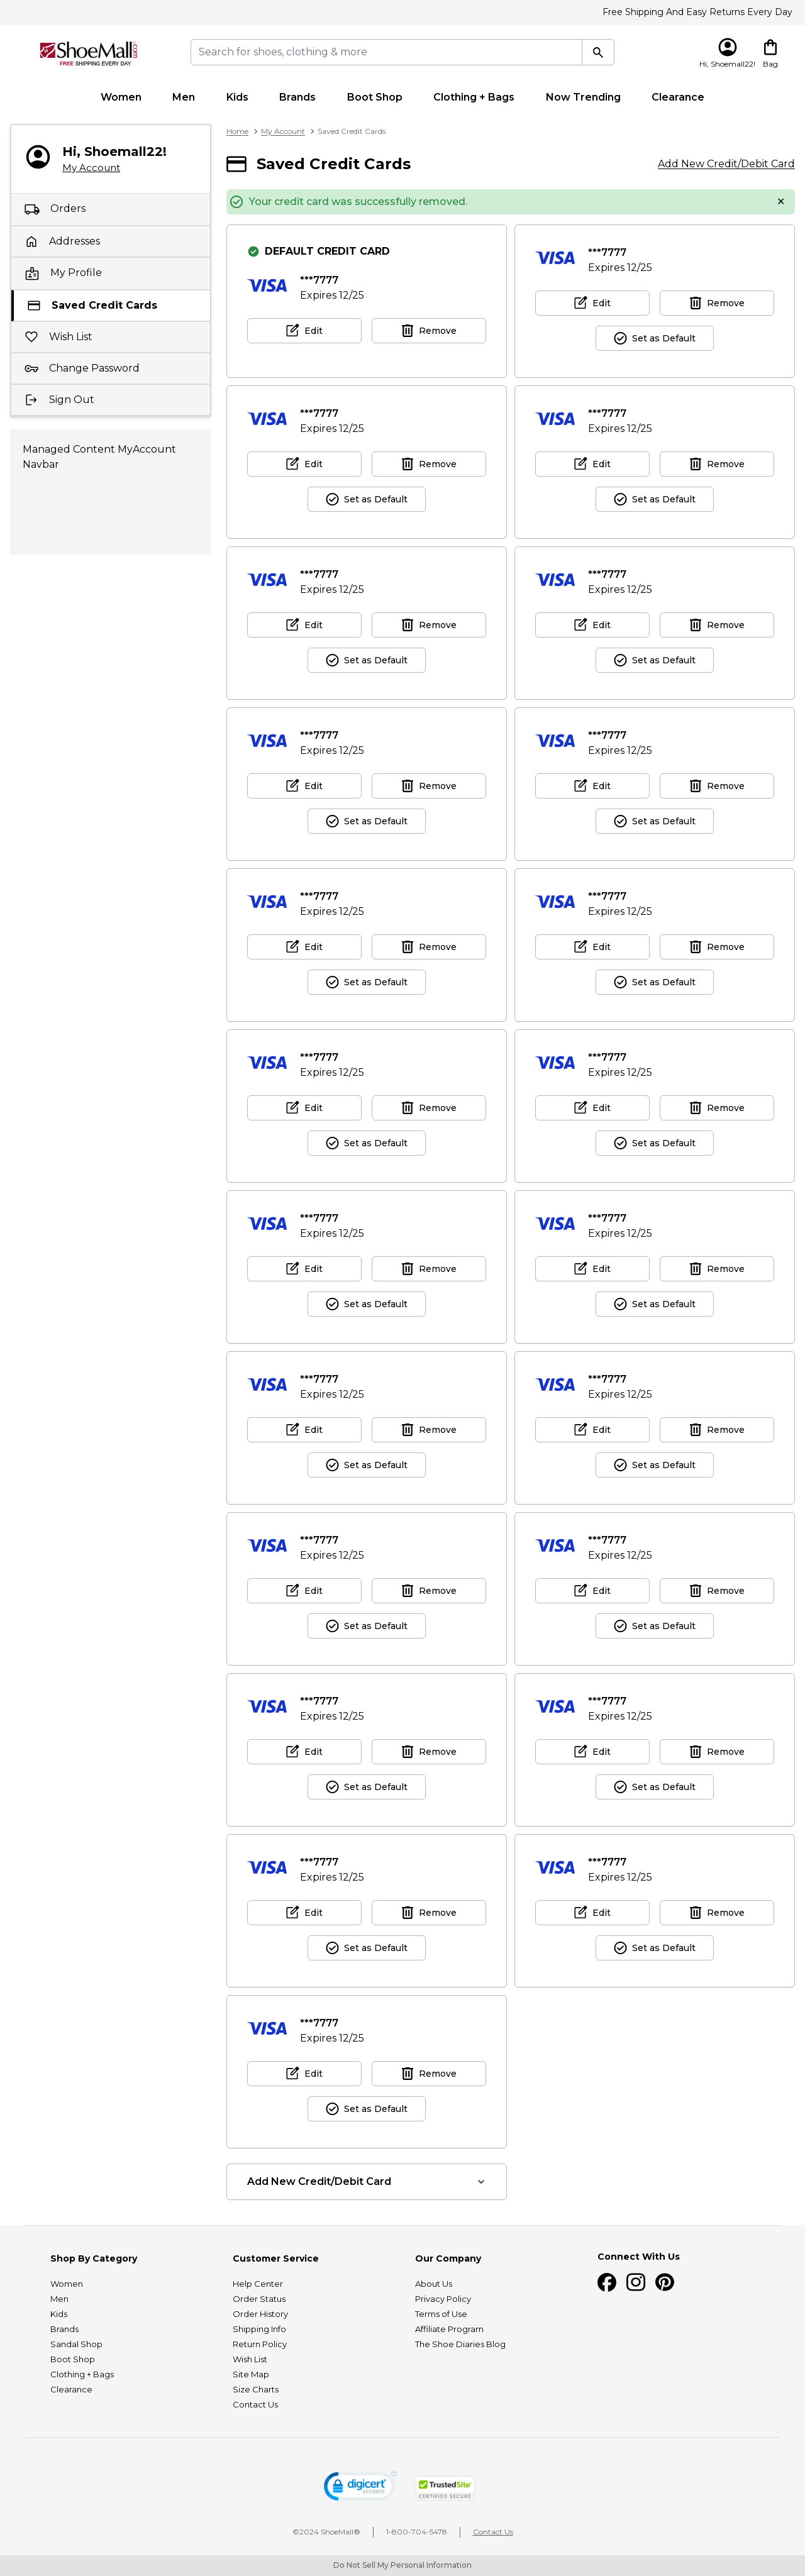 Free Shipping And Easy Returns Every Day
ShoeMall.com
FREE SHIPPING EVERY DAY
Search for shoes, clothing & more
Hi, Shoemall22!
Bag
Women Men Kids Brands Boot Shop Clothing + Bags Now Trending Clearance
Hi, Shoemall22!
My Account
Orders
Addresses
My Profile
Saved Credit Cards
Wish List
Change Password
Sign Out
Managed Content MyAccount
Navbar
Home > My Account > Saved Credit Cards
Saved Credit Cards
Add New Credit/Debit Card
Your credit card was successfully removed.
DEFAULT CREDIT CARD
VISA ***7777
Expires 12/25
Edit Remove
VISA ***7777
Expires 12/25
Edit Remove
Set as Default
VISA ***7777
Expires 12/25
Edit Remove
Set as Default
VISA ***7777
Expires 12/25
Edit Remove
Set as Default
VISA ***7777
Expires 12/25
Edit Remove
Set as Default
VISA ***7777
Expires 12/25
Edit Remove
Set as Default
VISA ***7777
Expires 12/25
Edit Remove
Set as Default
VISA ***7777
Expires 12/25
Edit Remove
Set as Default
VISA ***7777
Expires 12/25
Edit Remove
Set as Default
VISA ***7777
Expires 12/25
Edit Remove
Set as Default
VISA ***7777
Expires 12/25
Edit Remove
Set as Default
VISA ***7777
Expires 12/25
Edit Remove
Set as Default
VISA ***7777
Expires 12/25
Edit Remove
Set as Default
VISA ***7777
Expires 12/25
Edit Remove
Set as Default
VISA ***7777
Expires 12/25
Edit Remove
Set as Default
VISA ***7777
Expires 12/25
Edit Remove
Set as Default
VISA ***7777
Expires 12/25
Edit Remove
Set as Default
VISA ***7777
Expires 12/25
Edit Remove
Set as Default
VISA ***7777
Expires 12/25
Edit Remove
Set as Default
VISA ***7777
Expires 12/25
Edit Remove
Set as Default
VISA ***7777
Expires 12/25
Edit Remove
Set as Default
VISA ***7777
Expires 12/25
Edit Remove
Set as Default
VISA ***7777
Expires 12/25
Edit Remove
Set as Default
Add New Credit/Debit Card
Shop By Category
Women
Men
Kids
Brands
Sandal Shop
Boot Shop
Clothing + Bags
Clearance
Customer Service
Help Center
Order Status
Order History
Shipping Info
Return Policy
Wish List
Site Map
Size Charts
Contact Us
Our Company
About Us
Privacy Policy
Terms of Use
Affiliate Program
The Shoe Diaries Blog
Connect With Us
digicert
SECURED
TrustedSite
CERTIFIED SECURE
©2024 ShoeMall® 1-800-704-5478 Contact Us
Do Not Sell My Personal Information